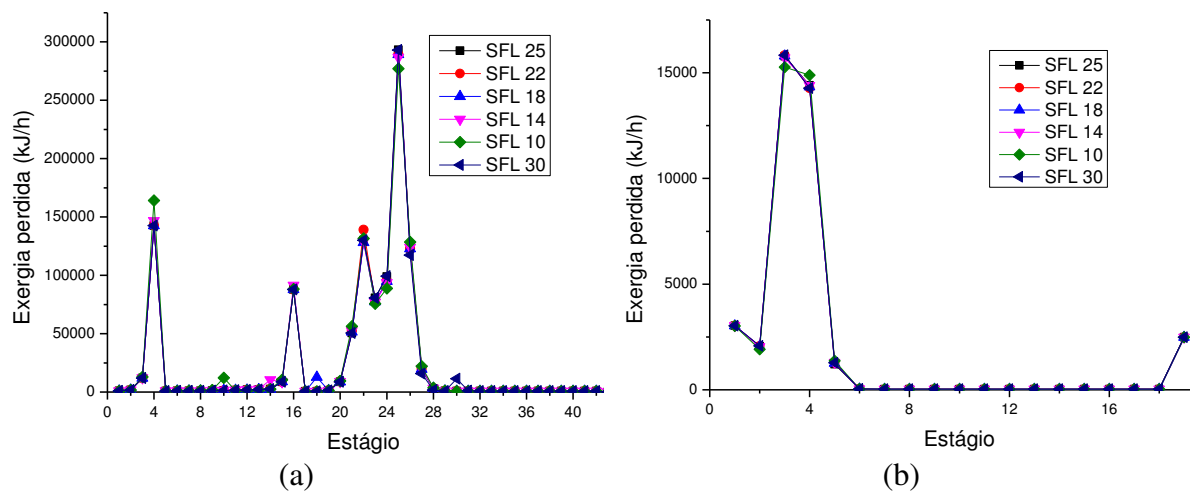 300000
250000
200000
150000
100000
50000
0
Exergia perdida (kJ/h)
SFL 25
SFL 22
SFL 18
SFL 14
SFL 10
SFL 30
0 4 8 12 16 20 24 28 32 36 40
Estágio
(a)
15000
10000
5000
0
Exergia perdida (kJ/h)
SFL 25
SFL 22
SFL 18
SFL 14
SFL 10
SFL 30
0 4 8 12 16
Estágio
(b)